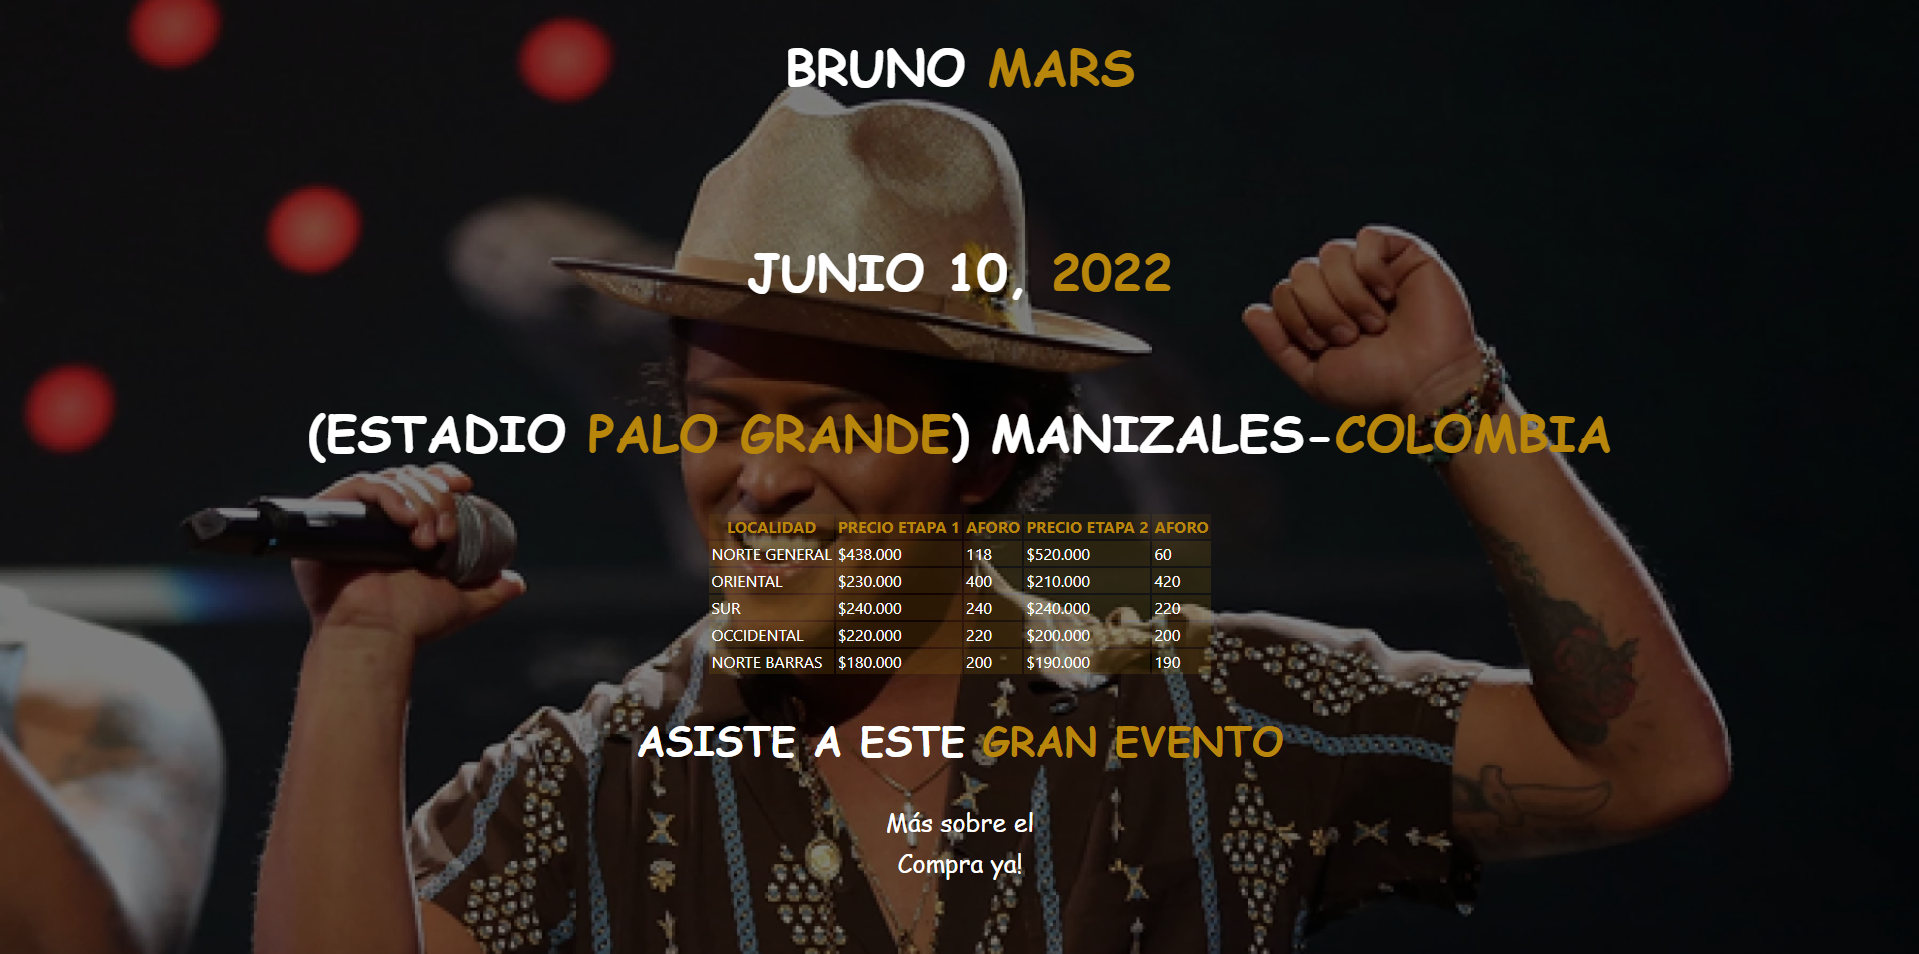 BRUNO MARS
JUNIO 10, 2022
(ESTADIO PALO GRANDE) MANIZALES-COLOMBIA
LOCALIDAD PRECIO ETAPA 1 AFORO PRECIO ETAPA 2 AFORO
NORTE GENERAL $438.000 118 $520.000 60
ORIENTAL $230.000 400 $210.000 420
SUR $240.000 240 $240.000 220
OCCIDENTAL $220.000 220 $200.000 200
NORTE BARRAS $180.000 200 $190.000 190
ASISTE A ESTE GRAN EVENTO
Más sobre el
Compra ya!